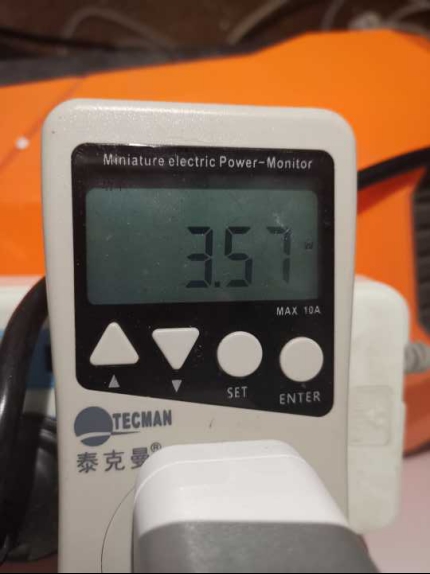 Miniature electric Power-Monitor
3.57
MAX 10A
SET
ENTER
TECMAN
泰克曼®